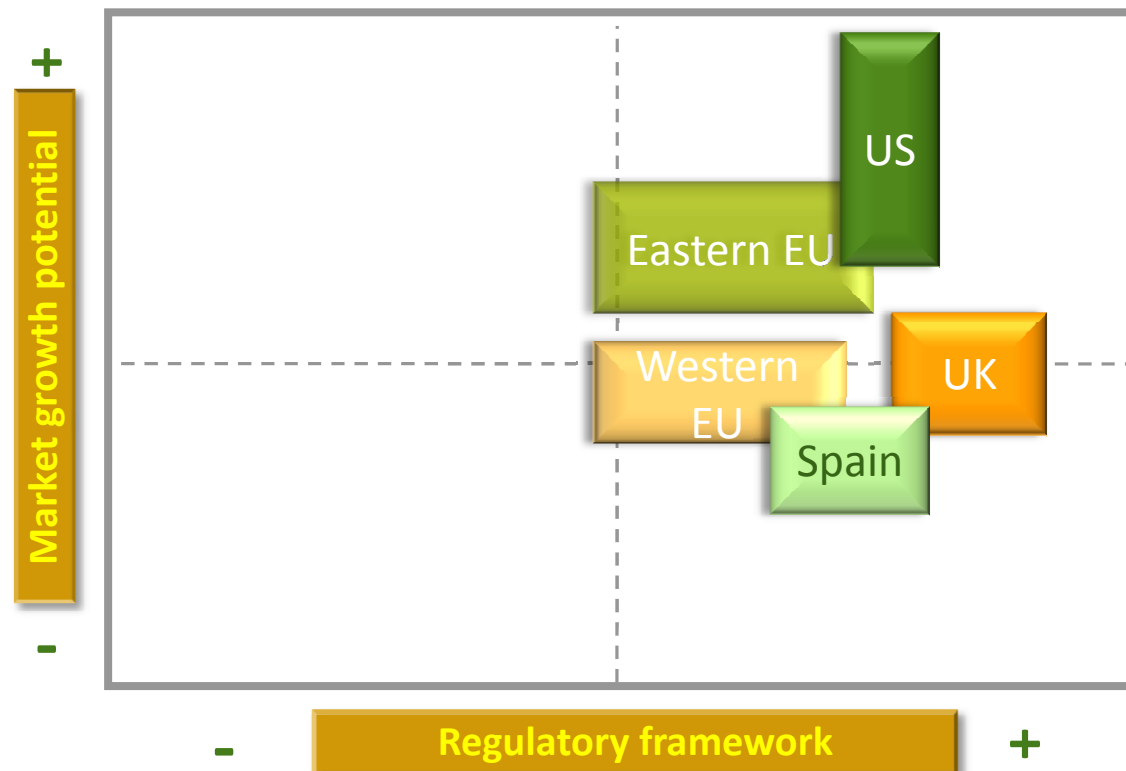 +
Market growth potential
-
US
Eastern EU
Western
EU
UK
Spain
-
Regulatory framework
+